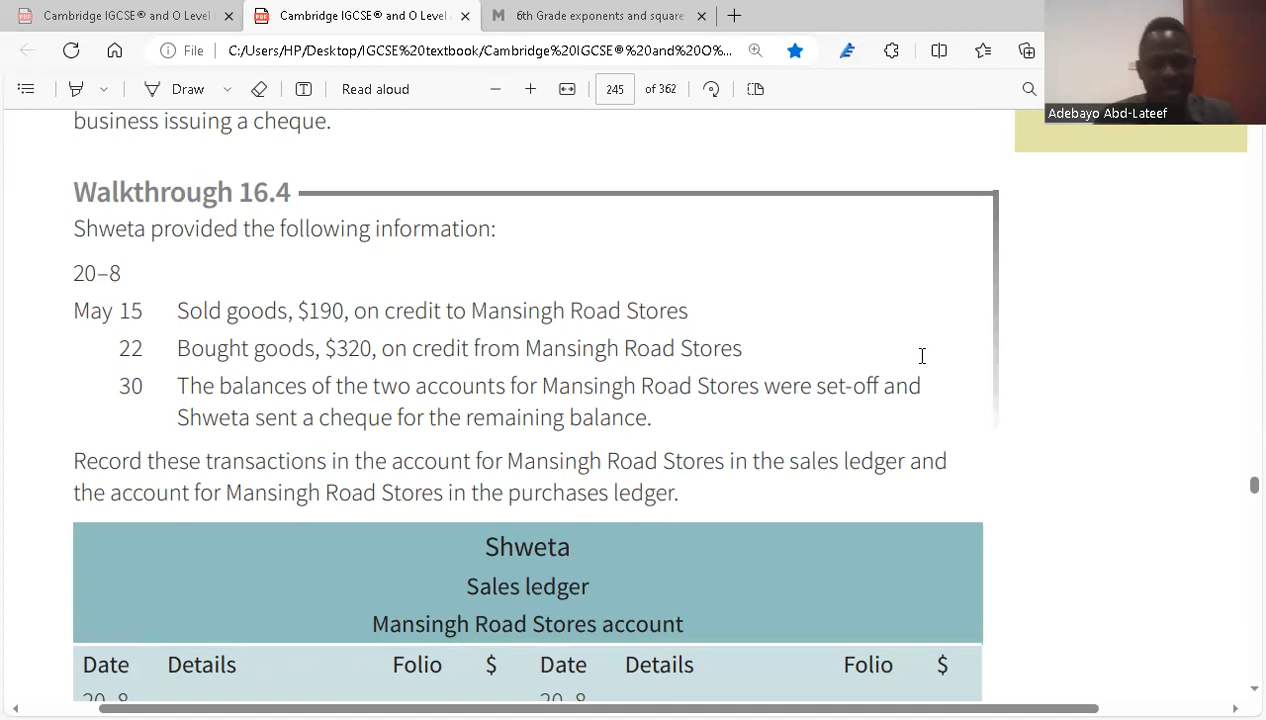 Cambridge IGCSE® and O Level
Cambridge IGCSE® and O Level
6th Grade exponents and square
File
C:/Users/HP/Desktop/IGCSE%20textbook/Cambridge%20IGCSE®%20and%20O%...
Draw
Read aloud
245 of 362
Adebayo Abd-Lateef
business issuing a cheque.
Walkthrough 16.4
Shweta provided the following information:
20–8
May 15 Sold goods, $190, on credit to Mansingh Road Stores
22 Bought goods, $320, on credit from Mansingh Road Stores
30 The balances of the two accounts for Mansingh Road Stores were set-off and
Shweta sent a cheque for the remaining balance.
Record these transactions in the account for Mansingh Road Stores in the sales ledger and
the account for Mansingh Road Stores in the purchases ledger.
Shweta
Sales ledger
Mansingh Road Stores account
Date Details Folio $ Date Details Folio $
20–8 20–8